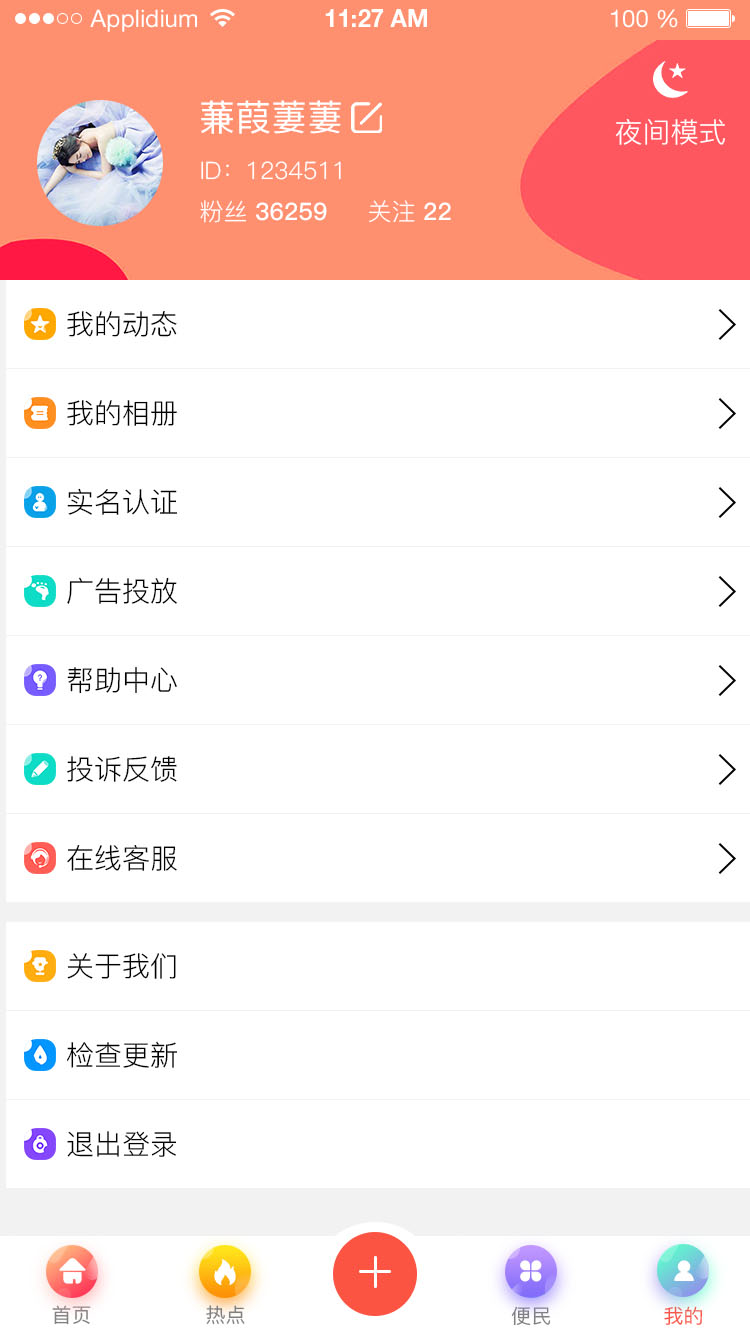 Applidium 11:27 AM 100 %
夜间模式
蒹葭萋萋
ID：1234511
粉丝 36259 关注 22
我的动态
我的相册
实名认证
广告投放
帮助中心
投诉反馈
在线客服
关于我们
检查更新
退出登录
首页 热点 便民 我的